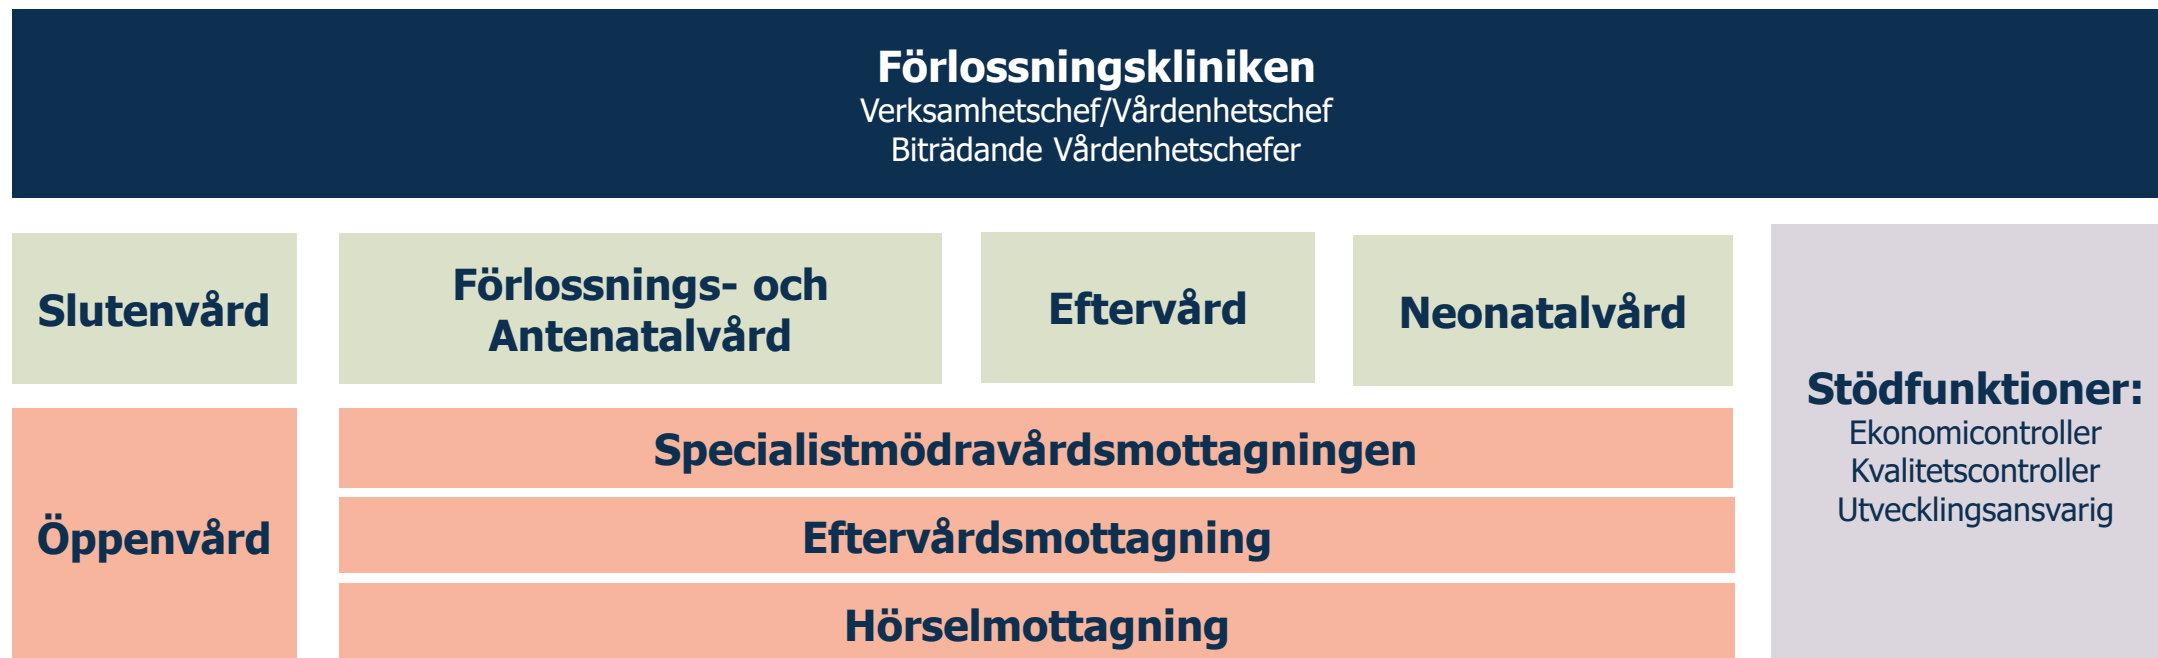 Förlossningskliniken
Verksamhetschef/Vårdenhetschef
Biträdande Vårdenhetschefer
Slutenvård
Förlossnings- och
Antenatalvård
Eftervård
Neonatalvård
Öppenvård
Specialistmödravårdsmottagningen
Eftervårdsmottagning
Hörselmottagning
Stödfunktioner:
Ekonomicontroller
Kvalitetscontroller
Utvecklingsansvarig